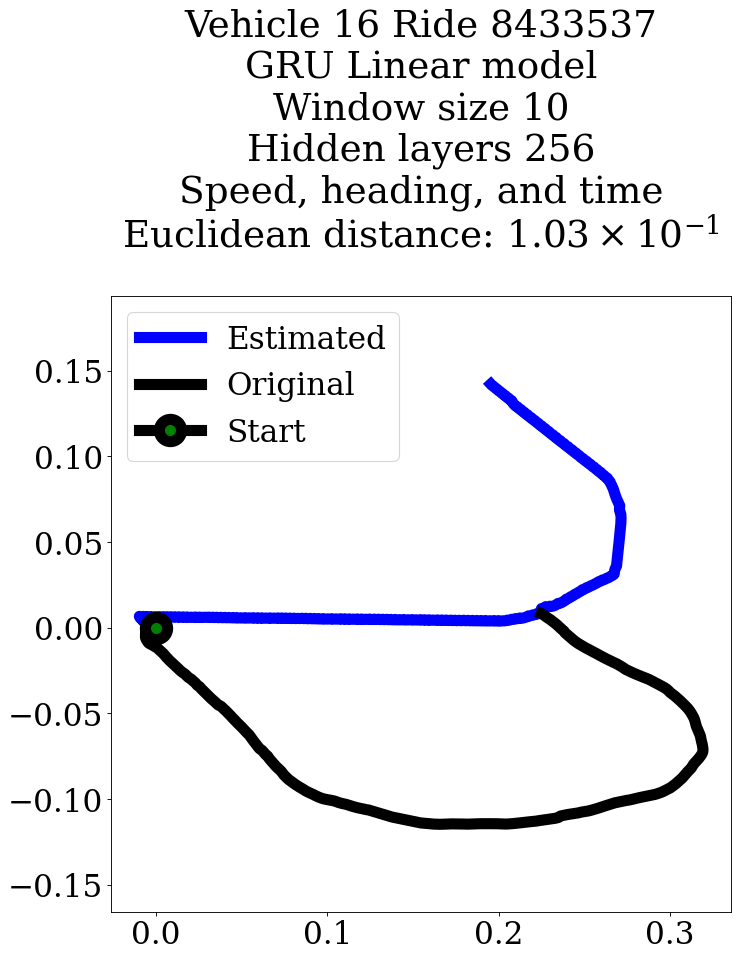 Vehicle 16 Ride 8433537
GRU Linear model
Window size 10
Hidden layers 256
Speed, heading, and time
Euclidean distance: 1.03 × 10⁻¹
Estimated
Original
Start
0.15
0.10
0.05
0.00
−0.05
−0.10
−0.15
0.0 0.1 0.2 0.3